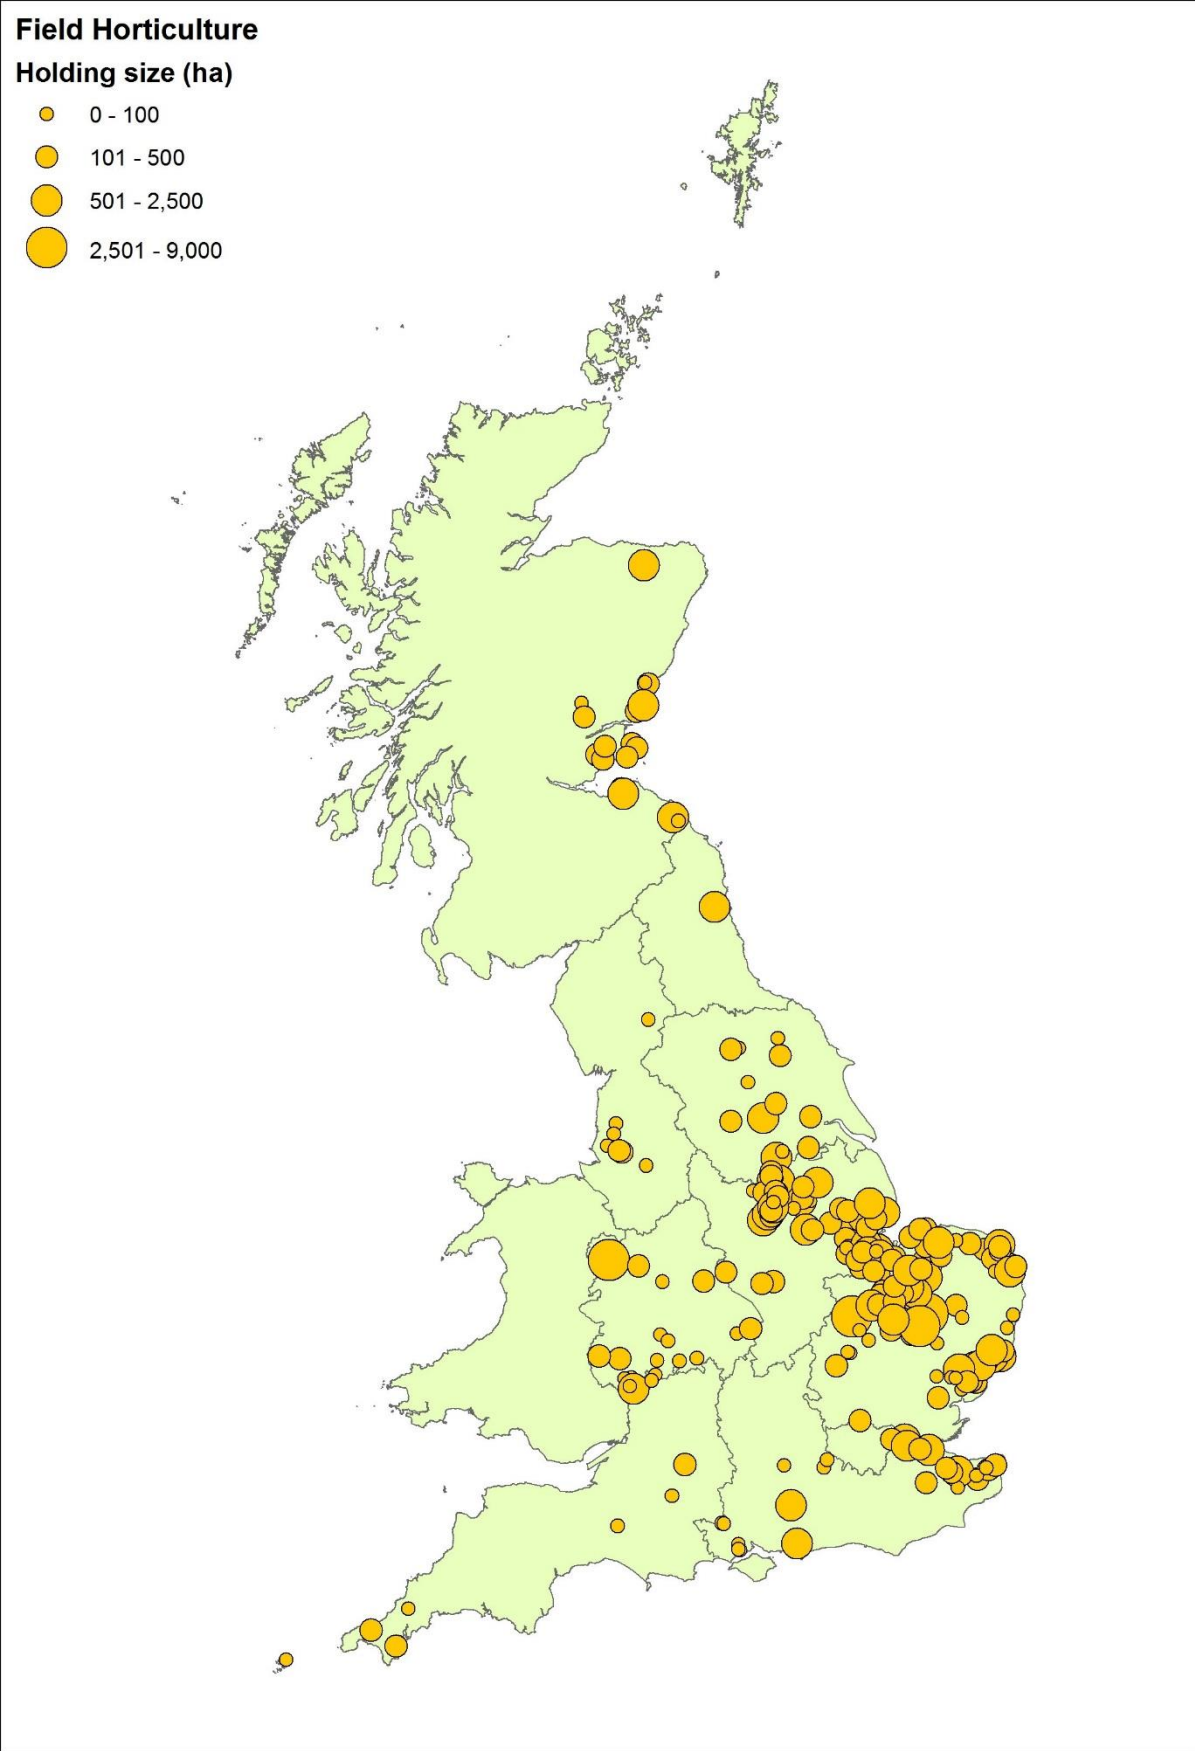 Field Horticulture
Holding size (ha)
0 - 100
101 - 500
501 - 2,500
2,501 - 9,000